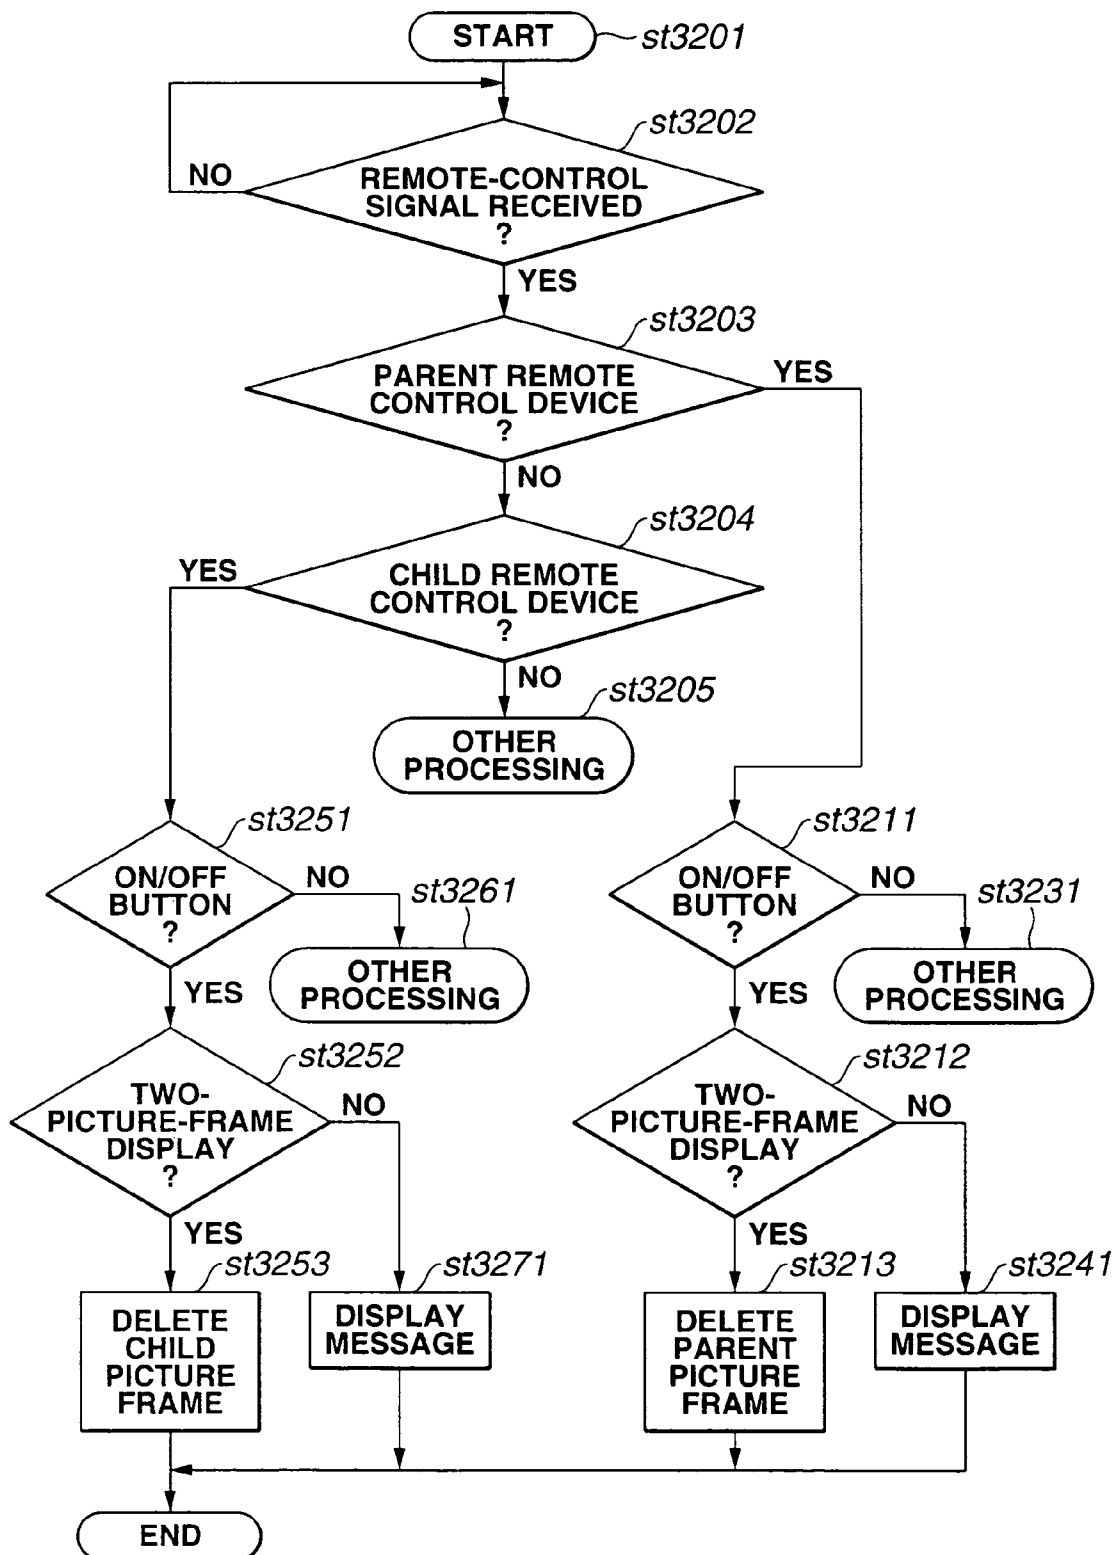 START
st3201
st3202
NO
REMOTE-CONTROL
SIGNAL RECEIVED
?
YES
st3203
PARENT REMOTE
CONTROL DEVICE
?
YES
NO
st3204
YES
CHILD REMOTE
CONTROL DEVICE
?
NO
st3205
OTHER
PROCESSING
st3251
ON/OFF
BUTTON
?
NO
st3261
OTHER
PROCESSING
YES
st3211
ON/OFF
BUTTON
?
NO
st3231
OTHER
PROCESSING
YES
st3252
TWO-
PICTURE-FRAME
DISPLAY
?
NO
YES
st3212
TWO-
PICTURE-FRAME
DISPLAY
?
NO
YES
st3253
DELETE
CHILD
PICTURE
FRAME
st3271
DISPLAY
MESSAGE
st3213
DELETE
PARENT
PICTURE
FRAME
st3241
DISPLAY
MESSAGE
END